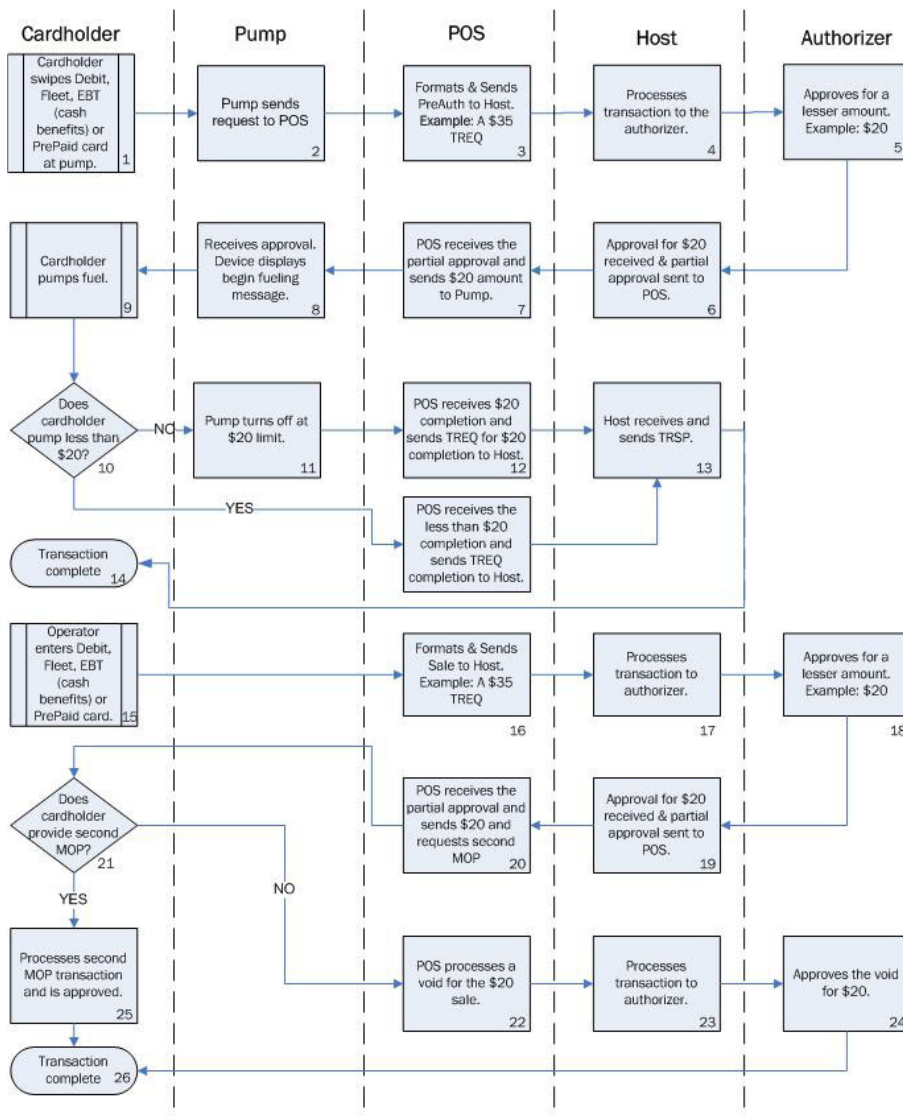 Cardholder
Pump
POS
Host
Authorizer
Cardholder
swipes Debit,
Fleet, EBT
(cash
benefits) or
PrePaid card
at pump.
1
Pump sends
request to POS
2
Formats & Sends
PreAuth to Host.
Example: A $35
TREQ
3
Processes
transaction to the
authorizer.
4
Approves for a
lesser amount.
Example: $20
5
Cardholder
pumps fuel.
9
Receives approval.
Device displays
begin fueling
message.
8
POS receives the
partial approval and
sends $20 amount
to Pump.
7
Approval for $20
received & partial
approval sent to
POS.
6
Does
cardholder
pump less than
$20?
10
NO
Pump turns off at
$20 limit.
11
POS receives $20
completion and
sends TREQ for $20
completion to Host.
12
Host receives and
sends TRSP.
13
YES
POS receives the
less than $20
completion and
sends TREQ
completion to Host.
Transaction
complete
14
Operator
enters Debit,
Fleet, EBT
(cash
benefits) or
PrePaid card.
15
Formats & Sends
Sale to Host.
Example: A $35
TREQ
16
Processes
transaction to
authorizer.
17
Approves for a
lesser amount.
Example: $20
18
Does
cardholder
provide second
MOP?
21
POS receives the
partial approval and
sends $20 and
requests second
MOP
20
Approval for $20
received & partial
approval sent to
POS.
19
YES
NO
Processes second
MOP transaction
and is approved.
25
POS processes a
void for the $20
sale.
22
Processes
transaction to
authorizer.
23
Approves the void
for $20.
24
Transaction
complete
26